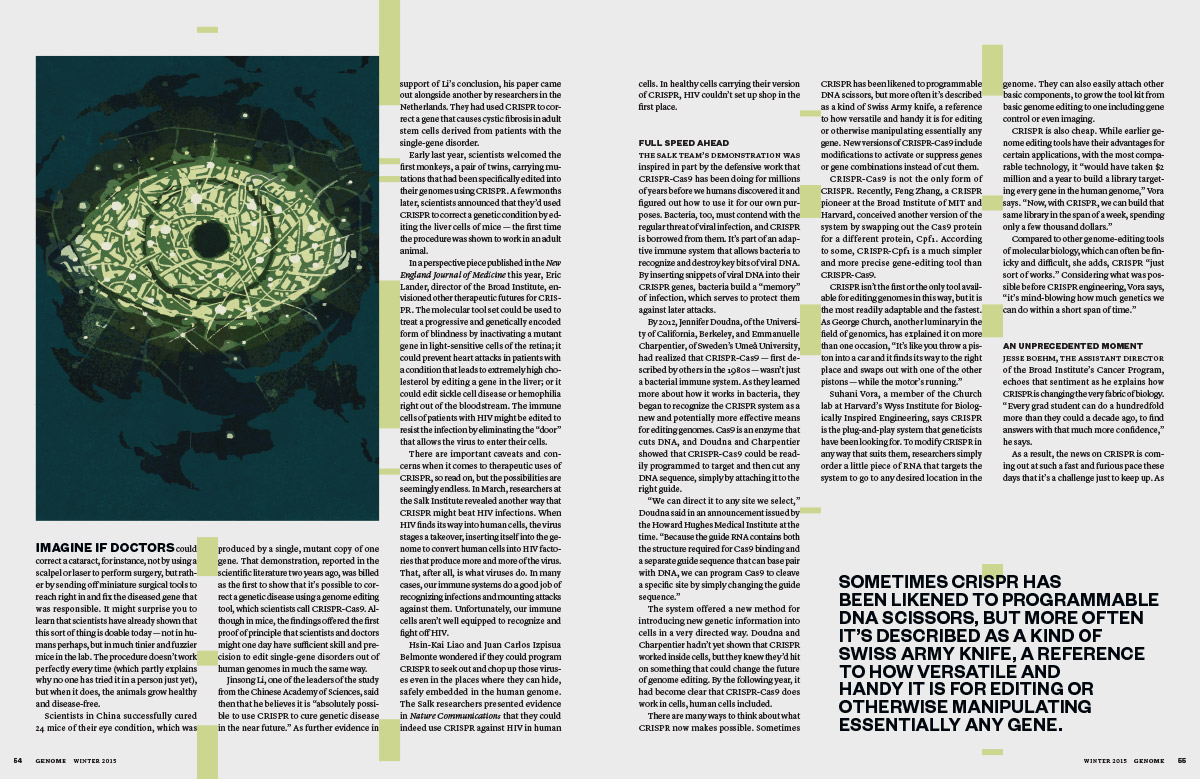 IMAGINE IF DOCTORS could
correct a cataract, for instance, not by using a
scalpel or laser to perform surgery, but rath-
er by sending off miniature surgical tools to
reach right in and fix the diseased gene that
was responsible. It might surprise you to
learn that scientists have already shown that
this sort of thing is doable today — not in hu-
mans perhaps, but in much tinier and fuzzier
mice in the lab. The procedure doesn't work
perfectly every time (which partly explains
why no one has tried it in a person just yet),
but when it does, the animals grow healthy
and disease-free.
Scientists in China successfully cured
24 mice of their eye condition, which was
produced by a single, mutant copy of one
gene. That demonstration, reported in the
scientific literature two years ago, was billed
as the first to show that it's possible to cor-
rect a genetic disease using a genome editing
tool, which scientists call CRISPR-Cas9. Al-
though in mice, the findings offered the first
proof of principle that scientists and doctors
might one day have sufficient skill and pre-
cision to edit single-gene disorders out of
human genomes in much the same way.
Jinsong Li, one of the leaders of the study
from the Chinese Academy of Sciences, said
then that he believes it is "absolutely possi-
ble to use CRISPR to cure genetic disease
in the near future." As further evidence in
support of Li's conclusion, his paper came
out alongside another by researchers in the
Netherlands. They had used CRISPR to cor-
rect a gene that causes cystic fibrosis in adult
stem cells derived from patients with the
single-gene disorder.
Early last year, scientists welcomed the
first monkeys, a pair of twins, carrying mu-
tations that had been specifically edited into
their genomes using CRISPR. A few months
later, scientists announced that they'd used
CRISPR to correct a genetic condition by ed-
iting the liver cells of mice — the first time
the procedure was shown to work in an adult
animal.
In a perspective piece published in the New
England Journal of Medicine this year, Eric
Lander, director of the Broad Institute, en-
visioned other therapeutic futures for CRIS-
PR. The molecular tool set could be used to
treat a progressive and genetically encoded
form of blindness by inactivating a mutant
gene in light-sensitive cells of the retina; it
could prevent heart attacks in patients with
a condition that leads to extremely high cho-
lesterol by editing a gene in the liver; or it
could edit sickle cell disease or hemophilia
right out of the bloodstream. The immune
cells of patients with HIV might be edited to
resist the infection by eliminating the "door"
that allows the virus to enter their cells.
There are important caveats and con-
cerns when it comes to therapeutic uses of
CRISPR, so read on, but the possibilities are
seemingly endless. In March, researchers at
the Salk Institute revealed another way that
CRISPR might beat HIV infections. When
HIV finds its way into human cells, the virus
stages a takeover, inserting itself into the ge-
nome to convert human cells into HIV facto-
ries that produce more and more of the virus.
That, after all, is what viruses do. In many
cases, our immune systems do a good job of
recognizing infections and mounting attacks
against them. Unfortunately, our immune
cells aren't well equipped to recognize and
fight off HIV.
Hsin-Kai Liao and Juan Carlos Izpisua
Belmonte wondered if they could program
CRISPR to seek out and chop up those virus-
es even in the places where they can hide,
safely embedded in the human genome.
The Salk researchers presented evidence
in Nature Communications that they could
indeed use CRISPR against HIV in human
54 GENOME WINTER 2015
cells. In healthy cells carrying their version
of CRISPR, HIV couldn't set up shop in the
first place.
FULL SPEED AHEAD
THE SALK TEAM'S DEMONSTRATION WAS
inspired in part by the defensive work that
CRISPR-Cas9 has been doing for millions
of years before we humans discovered it and
figured out how to use it for our own pur-
poses. Bacteria, too, must contend with the
regular threat of viral infection, and CRISPR
is borrowed from them. It's part of an adap-
tive immune system that allows bacteria to
recognize and destroy key bits of viral DNA.
By inserting snippets of viral DNA into their
CRISPR genes, bacteria build a "memory"
of infection, which serves to protect them
against later attacks.
By 2012, Jennifer Doudna, of the Universi-
ty of California, Berkeley, and Emmanuelle
Charpentier, of Sweden's Umeå University,
had realized that CRISPR-Cas9 — first de-
scribed by others in the 1980s — wasn't just
a bacterial immune system. As they learned
more about how it works in bacteria, they
began to recognize the CRISPR system as a
new and potentially more effective means
for editing genomes. Cas9 is an enzyme that
cuts DNA, and Doudna and Charpentier
showed that CRISPR-Cas9 could be read-
ily programmed to target and then cut any
DNA sequence, simply by attaching it to the
right guide.
"We can direct it to any site we select,"
Doudna said in an announcement issued by
the Howard Hughes Medical Institute at the
time. "Because the guide RNA contains both
the structure required for Cas9 binding and
a separate guide sequence that can base pair
with DNA, we can program Cas9 to cleave
a specific site by simply changing the guide
sequence."
The system offered a new method for
introducing new genetic information into
cells in a very directed way. Doudna and
Charpentier hadn't yet shown that CRISPR
worked inside cells, but they knew they'd hit
on something that could change the future
of genome editing. By the following year, it
had become clear that CRISPR-Cas9 does
work in cells, human cells included.
There are many ways to think about what
CRISPR now makes possible. Sometimes
CRISPR has been likened to programmable
DNA scissors, but more often it's described
as a kind of Swiss Army knife, a reference
to how versatile and handy it is for editing
or otherwise manipulating essentially any
gene. New versions of CRISPR-Cas9 include
modifications to activate or suppress genes
or gene combinations instead of cut them.
CRISPR-Cas9 is not the only form of
CRISPR. Recently, Feng Zhang, a CRISPR
pioneer at the Broad Institute of MIT and
Harvard, conceived another version of the
system by swapping out the Cas9 protein
for a different protein, Cpf1. According
to some, CRISPR-Cpf1 is a much simpler
and more precise gene-editing tool than
CRISPR-Cas9.
CRISPR isn't the first or the only tool avail-
able for editing genomes in this way, but it is
the most readily adaptable and the fastest.
As George Church, another luminary in the
field of genomics, has explained it on more
than one occasion, "It's like you throw a pis-
ton into a car and it finds its way to the right
place and swaps out with one of the other
pistons — while the motor's running."
Suhani Vora, a member of the Church
lab at Harvard's Wyss Institute for Biolog-
ically Inspired Engineering, says CRISPR
is the plug-and-play system that geneticists
have been looking for. To modify CRISPR in
any way that suits them, researchers simply
order a little piece of RNA that targets the
system to go to any desired location in the
genome. They can also easily attach other
basic components, to grow the tool kit from
basic genome editing to one including gene
control or even imaging.
CRISPR is also cheap. While earlier ge-
nome editing tools have their advantages for
certain applications, with the most compa-
rable technology, it "would have taken $2
million and a year to build a library target-
ing every gene in the human genome," Vora
says. "Now, with CRISPR, we can build that
same library in the span of a week, spending
only a few thousand dollars."
Compared to other genome-editing tools
of molecular biology, which can often be fin-
icky and difficult, she adds, CRISPR "just
sort of works." Considering what was pos-
sible before CRISPR engineering, Vora says,
"it's mind-blowing how much genetics we
can do within a short span of time."
AN UNPRECEDENTED MOMENT
JESSE BOEHM, THE ASSISTANT DIRECTOR
of the Broad Institute's Cancer Program,
echoes that sentiment as he explains how
CRISPR is changing the very fabric of biology.
"Every grad student can do a hundredfold
more than they could a decade ago, to find
answers with that much more confidence,"
he says.
As a result, the news on CRISPR is com-
ing out at such a fast and furious pace these
days that it's a challenge just to keep up. As
SOMETIMES CRISPR HAS
BEEN LIKENED TO PROGRAMMABLE
DNA SCISSORS, BUT MORE OFTEN
IT'S DESCRIBED AS A KIND OF
SWISS ARMY KNIFE, A REFERENCE
TO HOW VERSATILE AND
HANDY IT IS FOR EDITING OR
OTHERWISE MANIPULATING
ESSENTIALLY ANY GENE.
WINTER 2015 GENOME 55